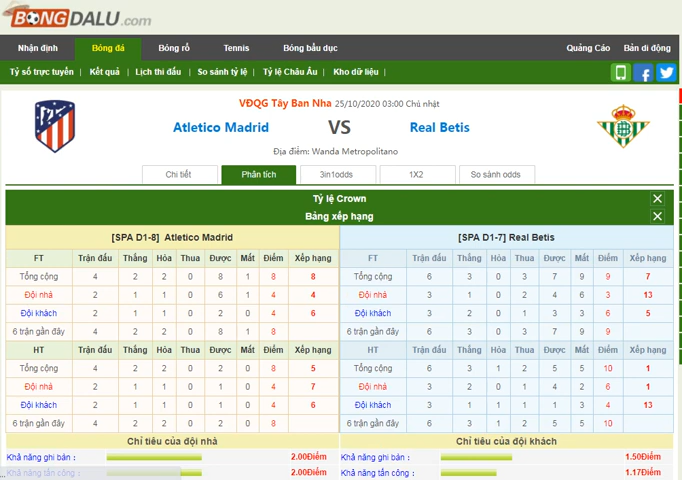 BONGDALU.com
Nhận định Bóng đá Bóng rổ Tennis Bóng bầu dục Quảng Cáo Bản di động
Tỷ số trực tuyến | Kết quả | Lịch thi đấu | So sánh tỷ lệ | Tỷ lệ Châu Âu | Kho dữ liệu |
VĐQG Tây Ban Nha 25/10/2020 03:00 Chủ nhật
Atletico Madrid VS Real Betis
Địa điểm: Wanda Metropolitano
Chi tiết Phân tích 3in1odds 1X2 So sánh odds
Tỷ lệ Crown
Bảng xếp hạng
[SPA D1-8] Atletico Madrid [SPA D1-7] Real Betis
FT Trận đấu Thắng Hòa Thua Được Mất Điểm Xếp hạng FT Trận đấu Thắng Hòa Thua Được Mất Điểm Xếp hạng
Tổng cộng 4 2 2 0 8 1 8 8 Tổng cộng 6 3 0 3 7 9 9 7
Đội nhà 2 1 1 0 6 1 4 4 Đội nhà 3 1 0 2 4 6 3 13
Đội khách 2 1 1 0 2 0 4 6 Đội khách 3 2 0 1 3 3 6 5
6 trận gần đây 4 2 2 0 8 1 8 6 trận gần đây 6 3 0 3 7 9 9
HT Trận đấu Thắng Hòa Thua Được Mất Điểm Xếp hạng HT Trận đấu Thắng Hòa Thua Được Mất Điểm Xếp hạng
Tổng cộng 4 2 2 0 2 0 8 5 Tổng cộng 6 3 1 2 5 5 10 1
Đội nhà 2 1 1 0 1 0 4 7 Đội nhà 3 2 0 1 4 2 6 1
Đội khách 2 1 1 0 1 0 4 6 Đội khách 3 1 1 1 1 3 4 13
6 trận gần đây 4 2 2 0 2 0 8 6 trận gần đây 6 3 1 2 5 5 10
Chỉ tiêu của đội nhà Chỉ tiêu của đội khách
Khả năng ghi bán : 2.00Điểm Khả năng ghi bán : 1.50Điểm
Khả năng tấn công : 2.00Điểm Khả năng tấn công : 1.17Điểm